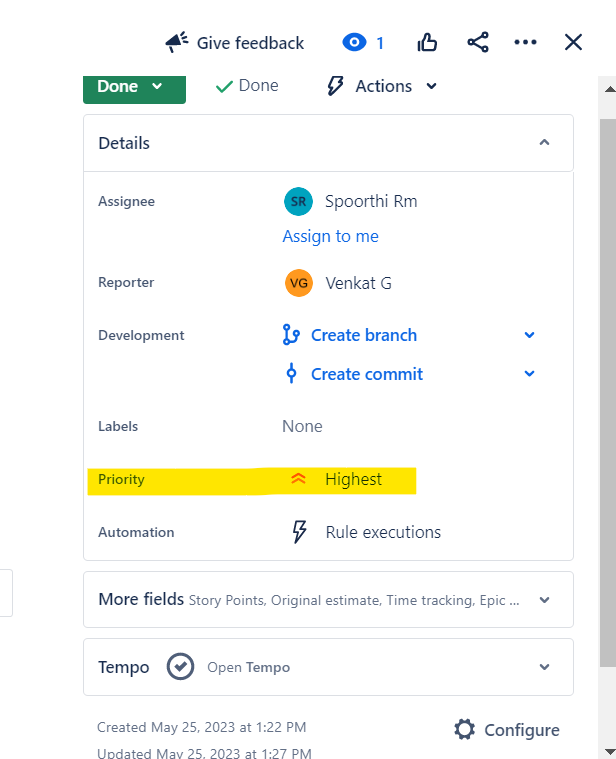 Give feedback 1
Done Done Actions
Details
Assignee SR Spoorthi Rm
Assign to me
Reporter VG Venkat G
Development Create branch
Create commit
Labels None
Priority Highest
Automation Rule executions
More fields Story Points, Original estimate, Time tracking, Epic ...
Tempo Open Tempo
Created May 25, 2023 at 1:22 PM Configure
Updated May 25, 2023 at 1:27 PM